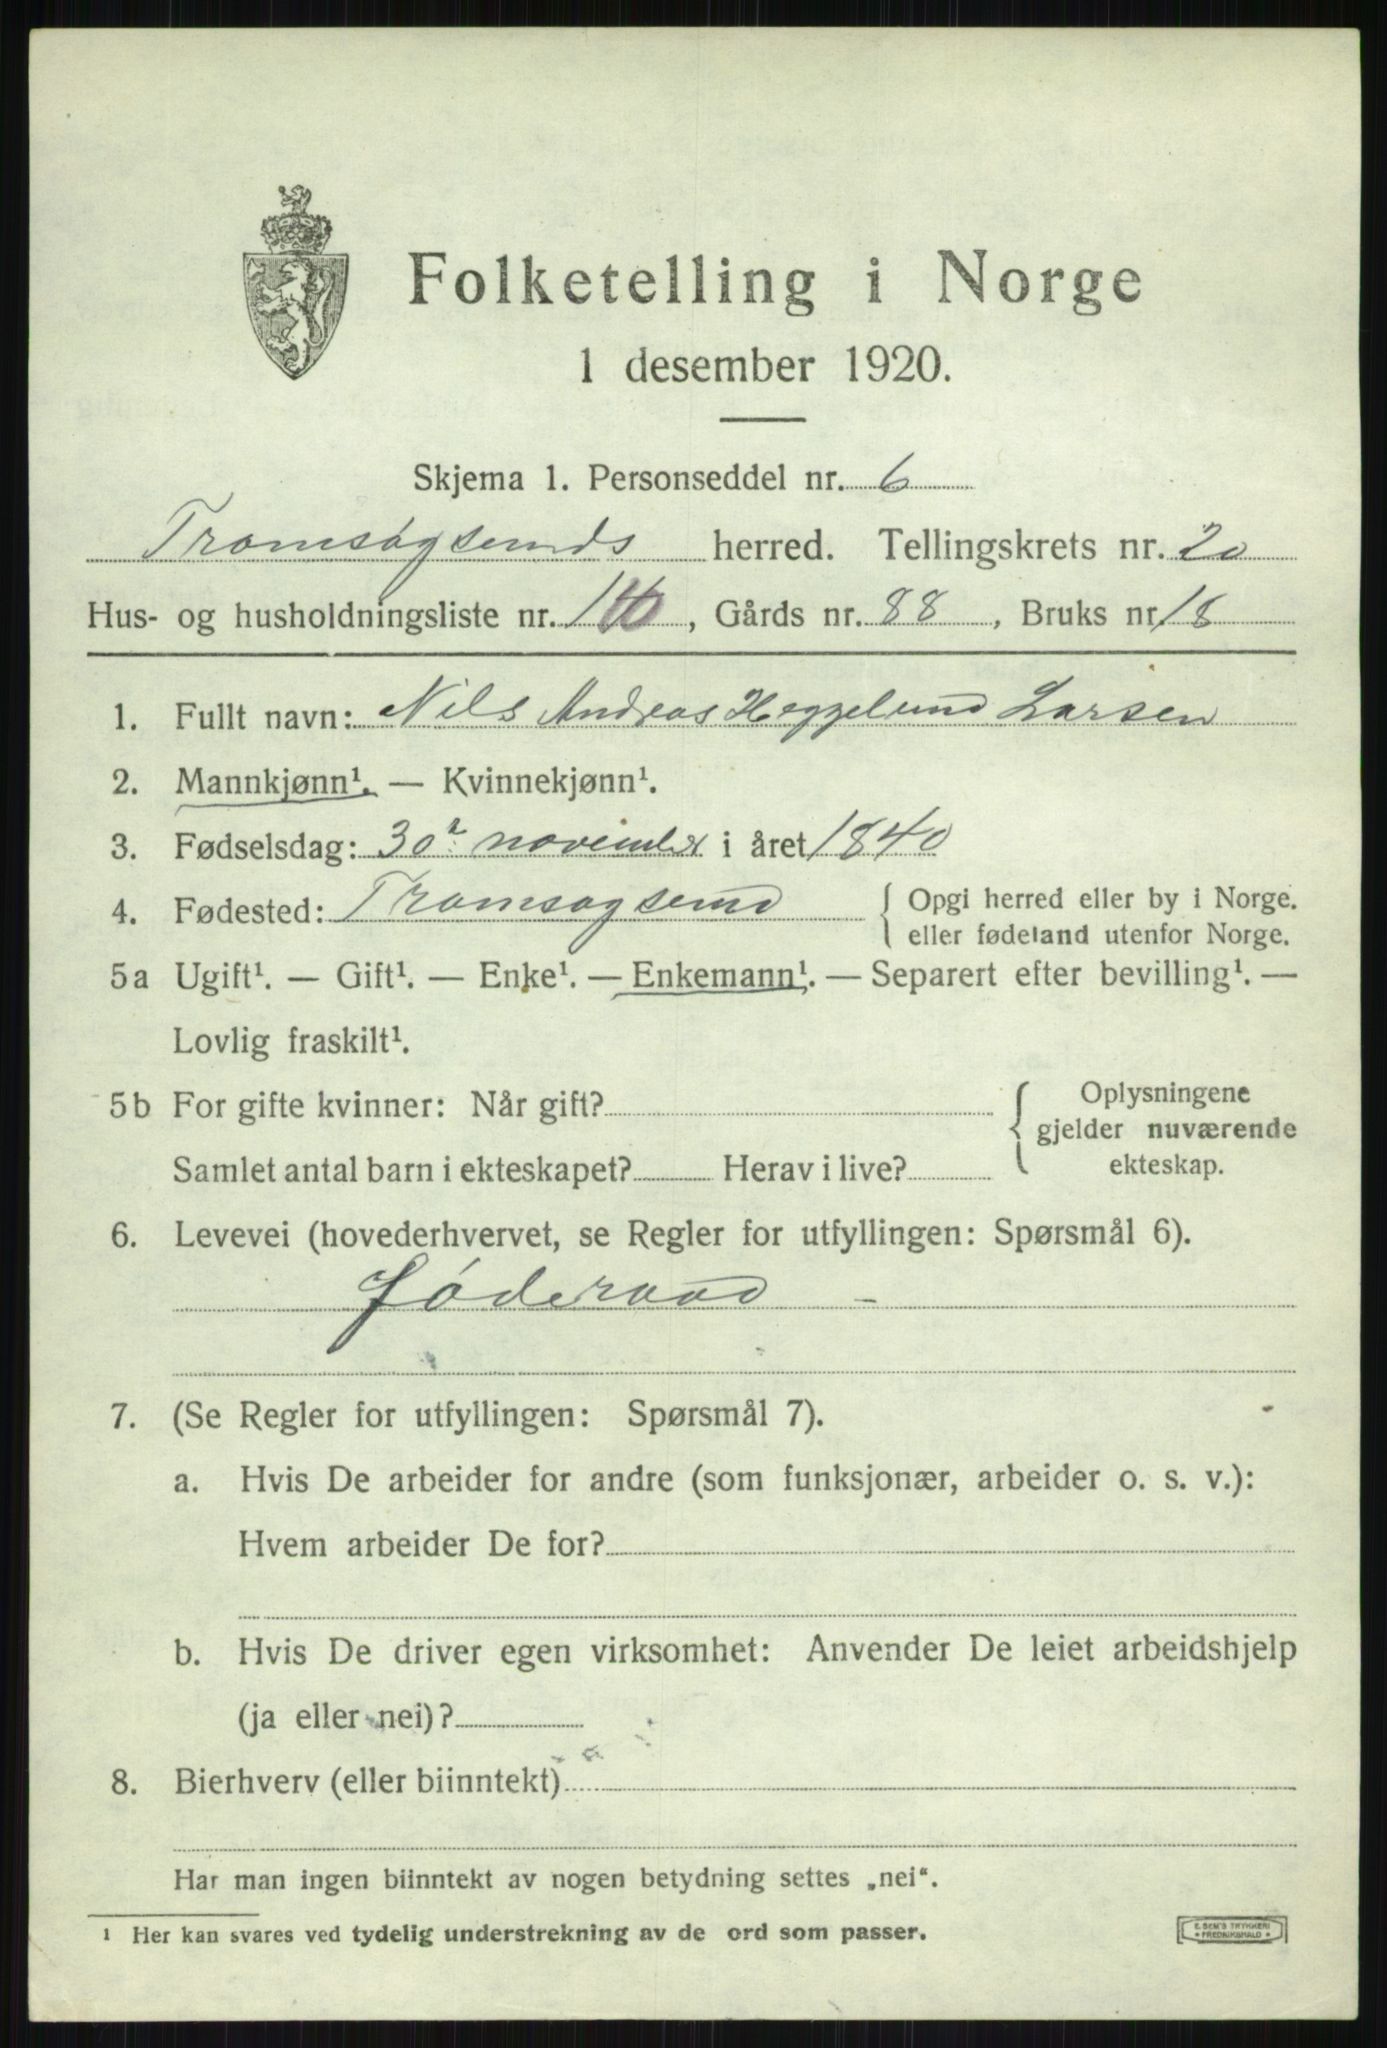 Folketelling i Norge
1 desember 1920.
Skjema 1. Personseddel nr. 6
Tromsøysunds herred. Tellingskrets nr. 20
Hus- og husholdningsliste nr. , Gårds nr. 88, Bruks nr. 18
1. Fullt navn: Nils Andreas Heggelund Larsen
2. Mannkjønn¹. — Kvinnekjønn¹.
3. Fødselsdag: 30. november i året 1840
4. Fødested: Tromsøysund { Opgi herred eller by i Norge.
eller fødeland utenfor Norge.
5a Ugift¹. — Gift¹. — Enke¹. — Enkemann¹. — Separert efter bevilling¹. —
Lovlig fraskilt¹.
5b For gifte kvinner: Når gift? { Oplysningene
gjelder nuværende
Samlet antal barn i ekteskapet? Herav i live? ekteskap.
6. Levevei (hovederhvervet, se Regler for utfyllingen: Spørsmål 6).
Føderaad —
7. (Se Regler for utfyllingen: Spørsmål 7).
a. Hvis De arbeider for andre (som funksjonær, arbeider o. s. v.):
Hvem arbeider De for?
b. Hvis De driver egen virksomhet: Anvender De leiet arbeidshjelp
(ja eller nei)?
8. Bierhverv (eller biinntekt)
Har man ingen biinntekt av nogen betydning settes „nei“.
¹ Her kan svares ved tydelig understrekning av de ord som passer.
E. SEM'S TRYKKERI
FREDRIKSHALD